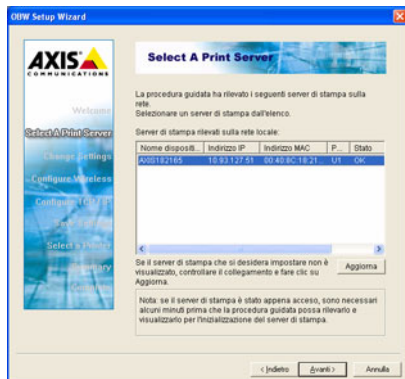 OBW Setup Wizard
AXIS
COMMUNICATIONS
Select A Print Server
Welcome
Select A Print Server
Change Settings
Configure Wireless
Configure TCP/IP
Select a Printer
La procedura guidata ha rilevato i seguenti server di stampa sulla
rete.
Selezionare un server di stampa dall'elenco.
Server di stampa rilevati sulla rete locale:
Nome dispositi... Indirizzo IP Indirizzo MAC P... Stato
AXIS182165 10.93.127.51 00:40:8C:18:21... U1 OK
Se il server di stampa che si desidera impostare non è
visualizzato, controllare il collegamento e fare clic su
Aggiorna.
Aggiorna
Nota: se il server di stampa è stato appena acceso, sono necessari
alcuni minuti prima che la procedura guidata possa rilevarlo e
visualizzarlo per l'inizializzazione del server di stampa.
< Indietro Avanti > Annulla